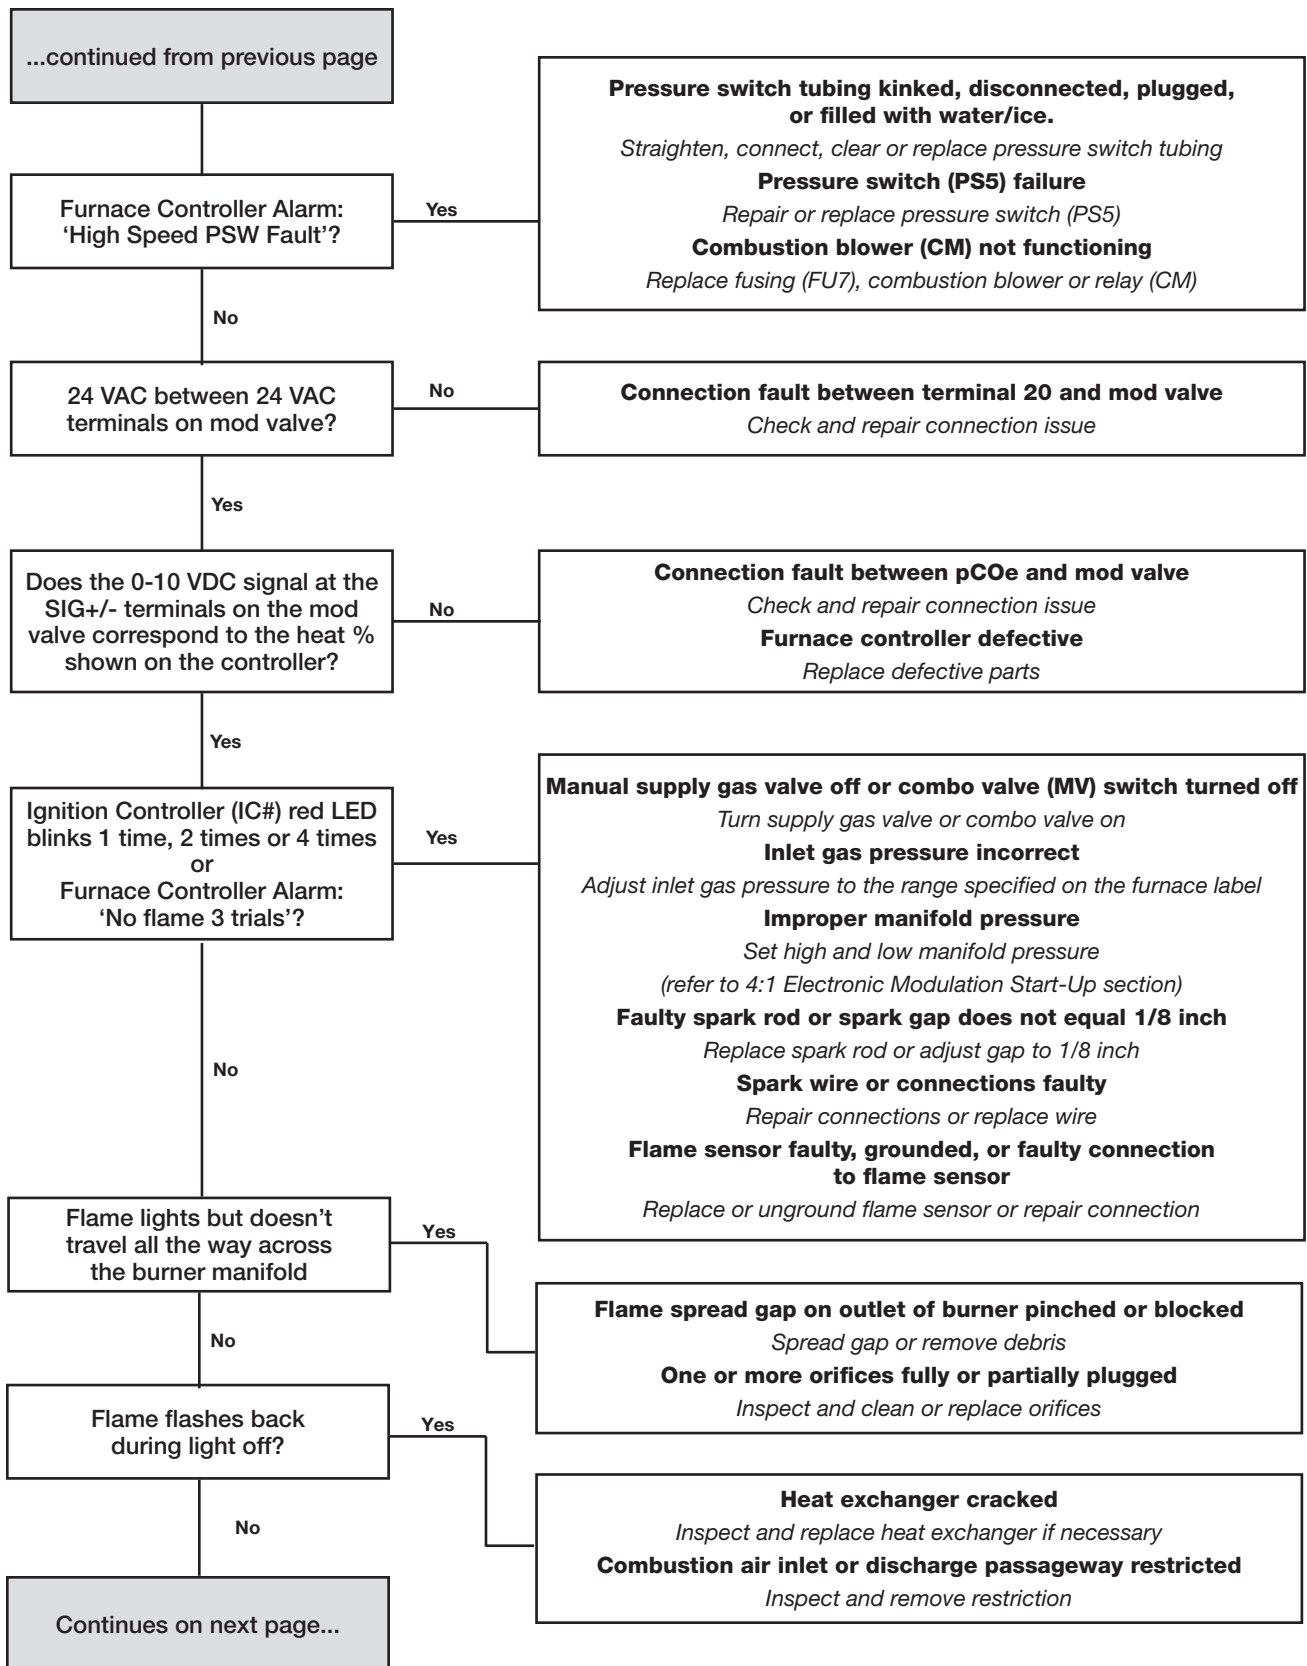 ...continued from previous page
Pressure switch tubing kinked, disconnected, plugged,
or filled with water/ice.
Straighten, connect, clear or replace pressure switch tubing
Pressure switch (PS5) failure
Repair or replace pressure switch (PS5)
Combustion blower (CM) not functioning
Replace fusing (FU7), combustion blower or relay (CM)
Furnace Controller Alarm:
‘High Speed PSW Fault’?
Yes
No
24 VAC between 24 VAC
terminals on mod valve?
No
Connection fault between terminal 20 and mod valve
Check and repair connection issue
Yes
Does the 0-10 VDC signal at the
SIG+/- terminals on the mod
valve correspond to the heat %
shown on the controller?
No
Connection fault between pCOe and mod valve
Check and repair connection issue
Furnace controller defective
Replace defective parts
Yes
Ignition Controller (IC#) red LED
blinks 1 time, 2 times or 4 times
or
Furnace Controller Alarm:
‘No flame 3 trials’?
Yes
Manual supply gas valve off or combo valve (MV) switch turned off
Turn supply gas valve or combo valve on
Inlet gas pressure incorrect
Adjust inlet gas pressure to the range specified on the furnace label
Improper manifold pressure
Set high and low manifold pressure
(refer to 4:1 Electronic Modulation Start-Up section)
Faulty spark rod or spark gap does not equal 1/8 inch
Replace spark rod or adjust gap to 1/8 inch
Spark wire or connections faulty
Repair connections or replace wire
Flame sensor faulty, grounded, or faulty connection
to flame sensor
Replace or unground flame sensor or repair connection
No
Flame lights but doesn’t
travel all the way across
the burner manifold
Yes
Flame spread gap on outlet of burner pinched or blocked
Spread gap or remove debris
One or more orifices fully or partially plugged
Inspect and clean or replace orifices
No
Flame flashes back
during light off?
Yes
Heat exchanger cracked
Inspect and replace heat exchanger if necessary
Combustion air inlet or discharge passageway restricted
Inspect and remove restriction
No
Continues on next page...